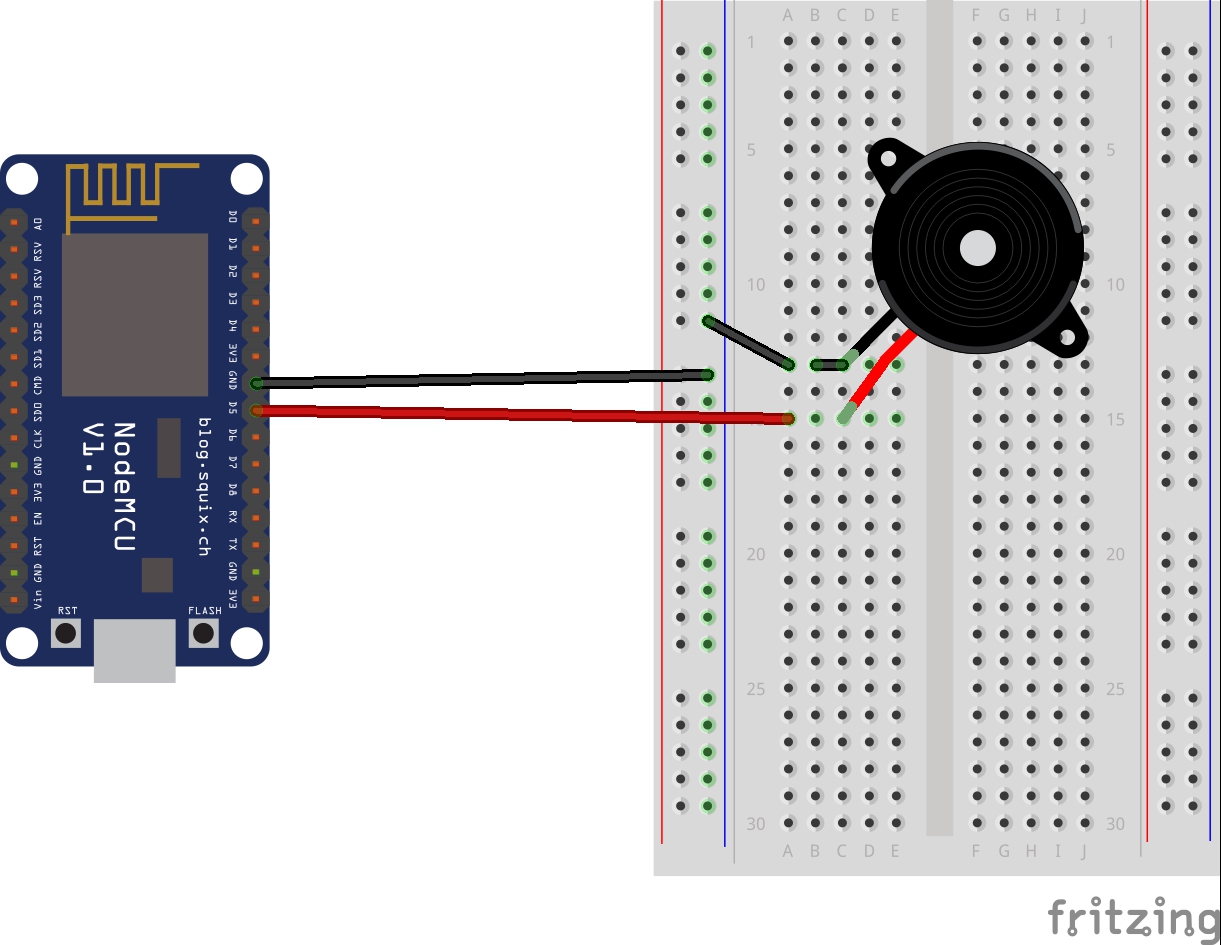 A B C D E F G H I J
1 1
5 5
10 10
15 15
20 20
25 25
30 30
A B C D E F G H I J
A0
RSV
RSV
SD3
SD2
SD1
CMD
SD0
CLK
GND
3V3
EN
RST
GND
Vin
D0
D1
D2
D3
D4
3V3
GND
D5
D6
D7
D8
RX
TX
GND
3V3
NodeMCU
V1.0
blog.squix.ch
RST FLASH
fritzing